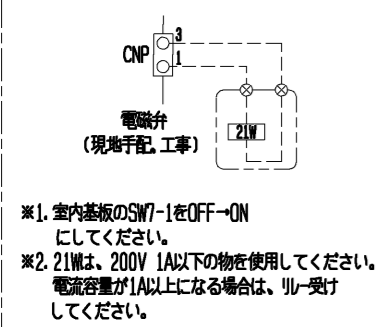 3
CNP
1
電磁弁
(現地手配,工事)
21W
※1. 室内基板のSW7-1をOFF→ON
にしてください。
※2. 21Wは、200V 1A以下の物を使用してください。
電流容量が1A以上になる場合は、リレー受け
してください。